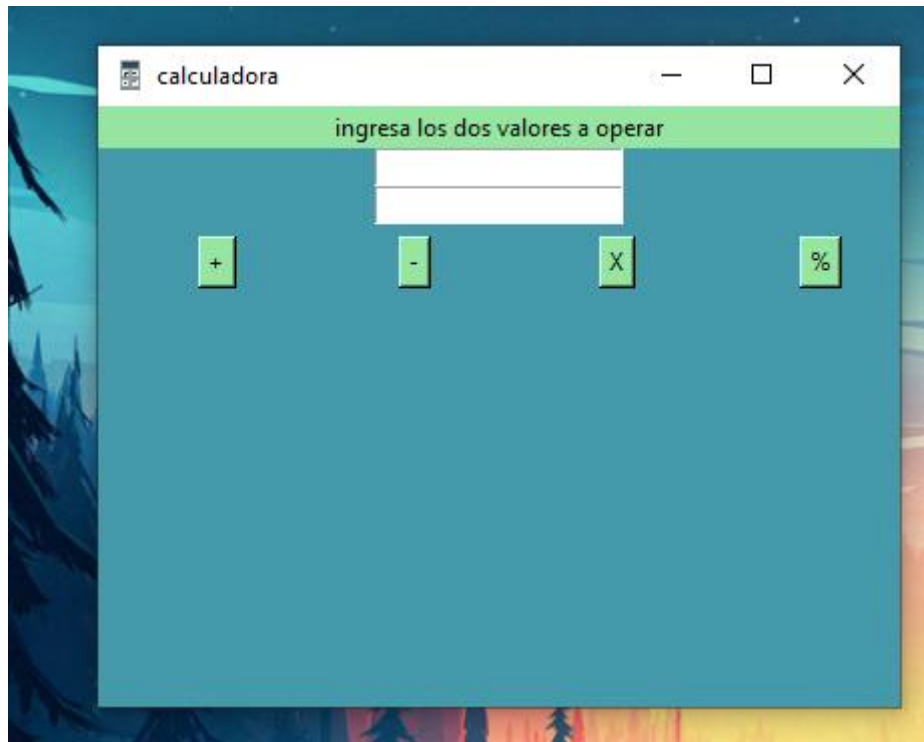 calculadora
ingresa los dos valores a operar
+ - X %